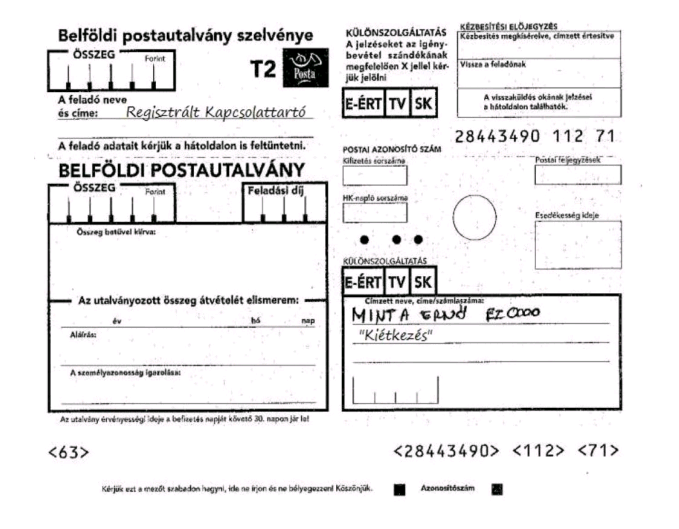 Belföldi postautalvány szelvénye
ÖSSZEG Forint
T2 Posta
A feladó neve
és címe: Regisztrált Kapcsolattartó
A feladó adatait kérjük a hátoldalon is feltüntetni.
KÜLÖNSZOLGÁLTATÁS
A jelzéseket az igény-
bevétel szándékának
megfelelően X jellel kér-
jük jelölni
E-ÉRT TV SK
KÉZBESÍTÉSI ELŐJEGYZÉS
Kézbesítés megkísérelve, címzett értesítve
Vissza a feladónak
A visszaküldés okának jelzései
a hátoldalon találhatók.
28443490 112 71
BELFÖLDI POSTAUTALVÁNY
ÖSSZEG Forint
Feladási díj
Összeg betűvel kiírva:
Az utalványozott összeg átvételét elismerem:
év hó nap
Aláírás:
A személyazonosság igazolása:
Az utalvány érvényességi ideje a befizetés napját követő 30. napon jár le!
POSTAI AZONOSÍTÓ SZÁM
Kifizetés sorszáma
Postai feljegyzések
HK-napló sorszáma
Esedékesség ideje
KÜLÖNSZOLGÁLTATÁS
E-ÉRT TV SK
Címzett neve, címe/számlaszáma:
MINTA ERNŐ EZ0000
"Kiétkezés"
<63>
<28443490> <112> <71>
Kérjük ezt a mezőt szabadon hagyni, ide ne írjon és ne bélyegezzen! Köszönjük.
Azonosítószám